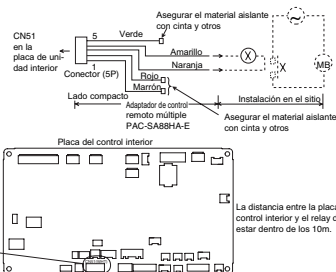 Asegurar el material aislante
con cinta y otros
CN51
en la
placa de uni-
dad interior
5
Verde
Amarillo
X
Naranja
1
Conector (5P)
Rojo
Marrón
X
MB
Lado compacto
Instalación en el sitio
Adaptador de control
remoto múltiple
PAC-SA88HA-E
Asegurar el material aislante
con cinta y otros
Placa del control interior
La distancia entre la placa
control interior y el relay
estar dentro de los 10m.